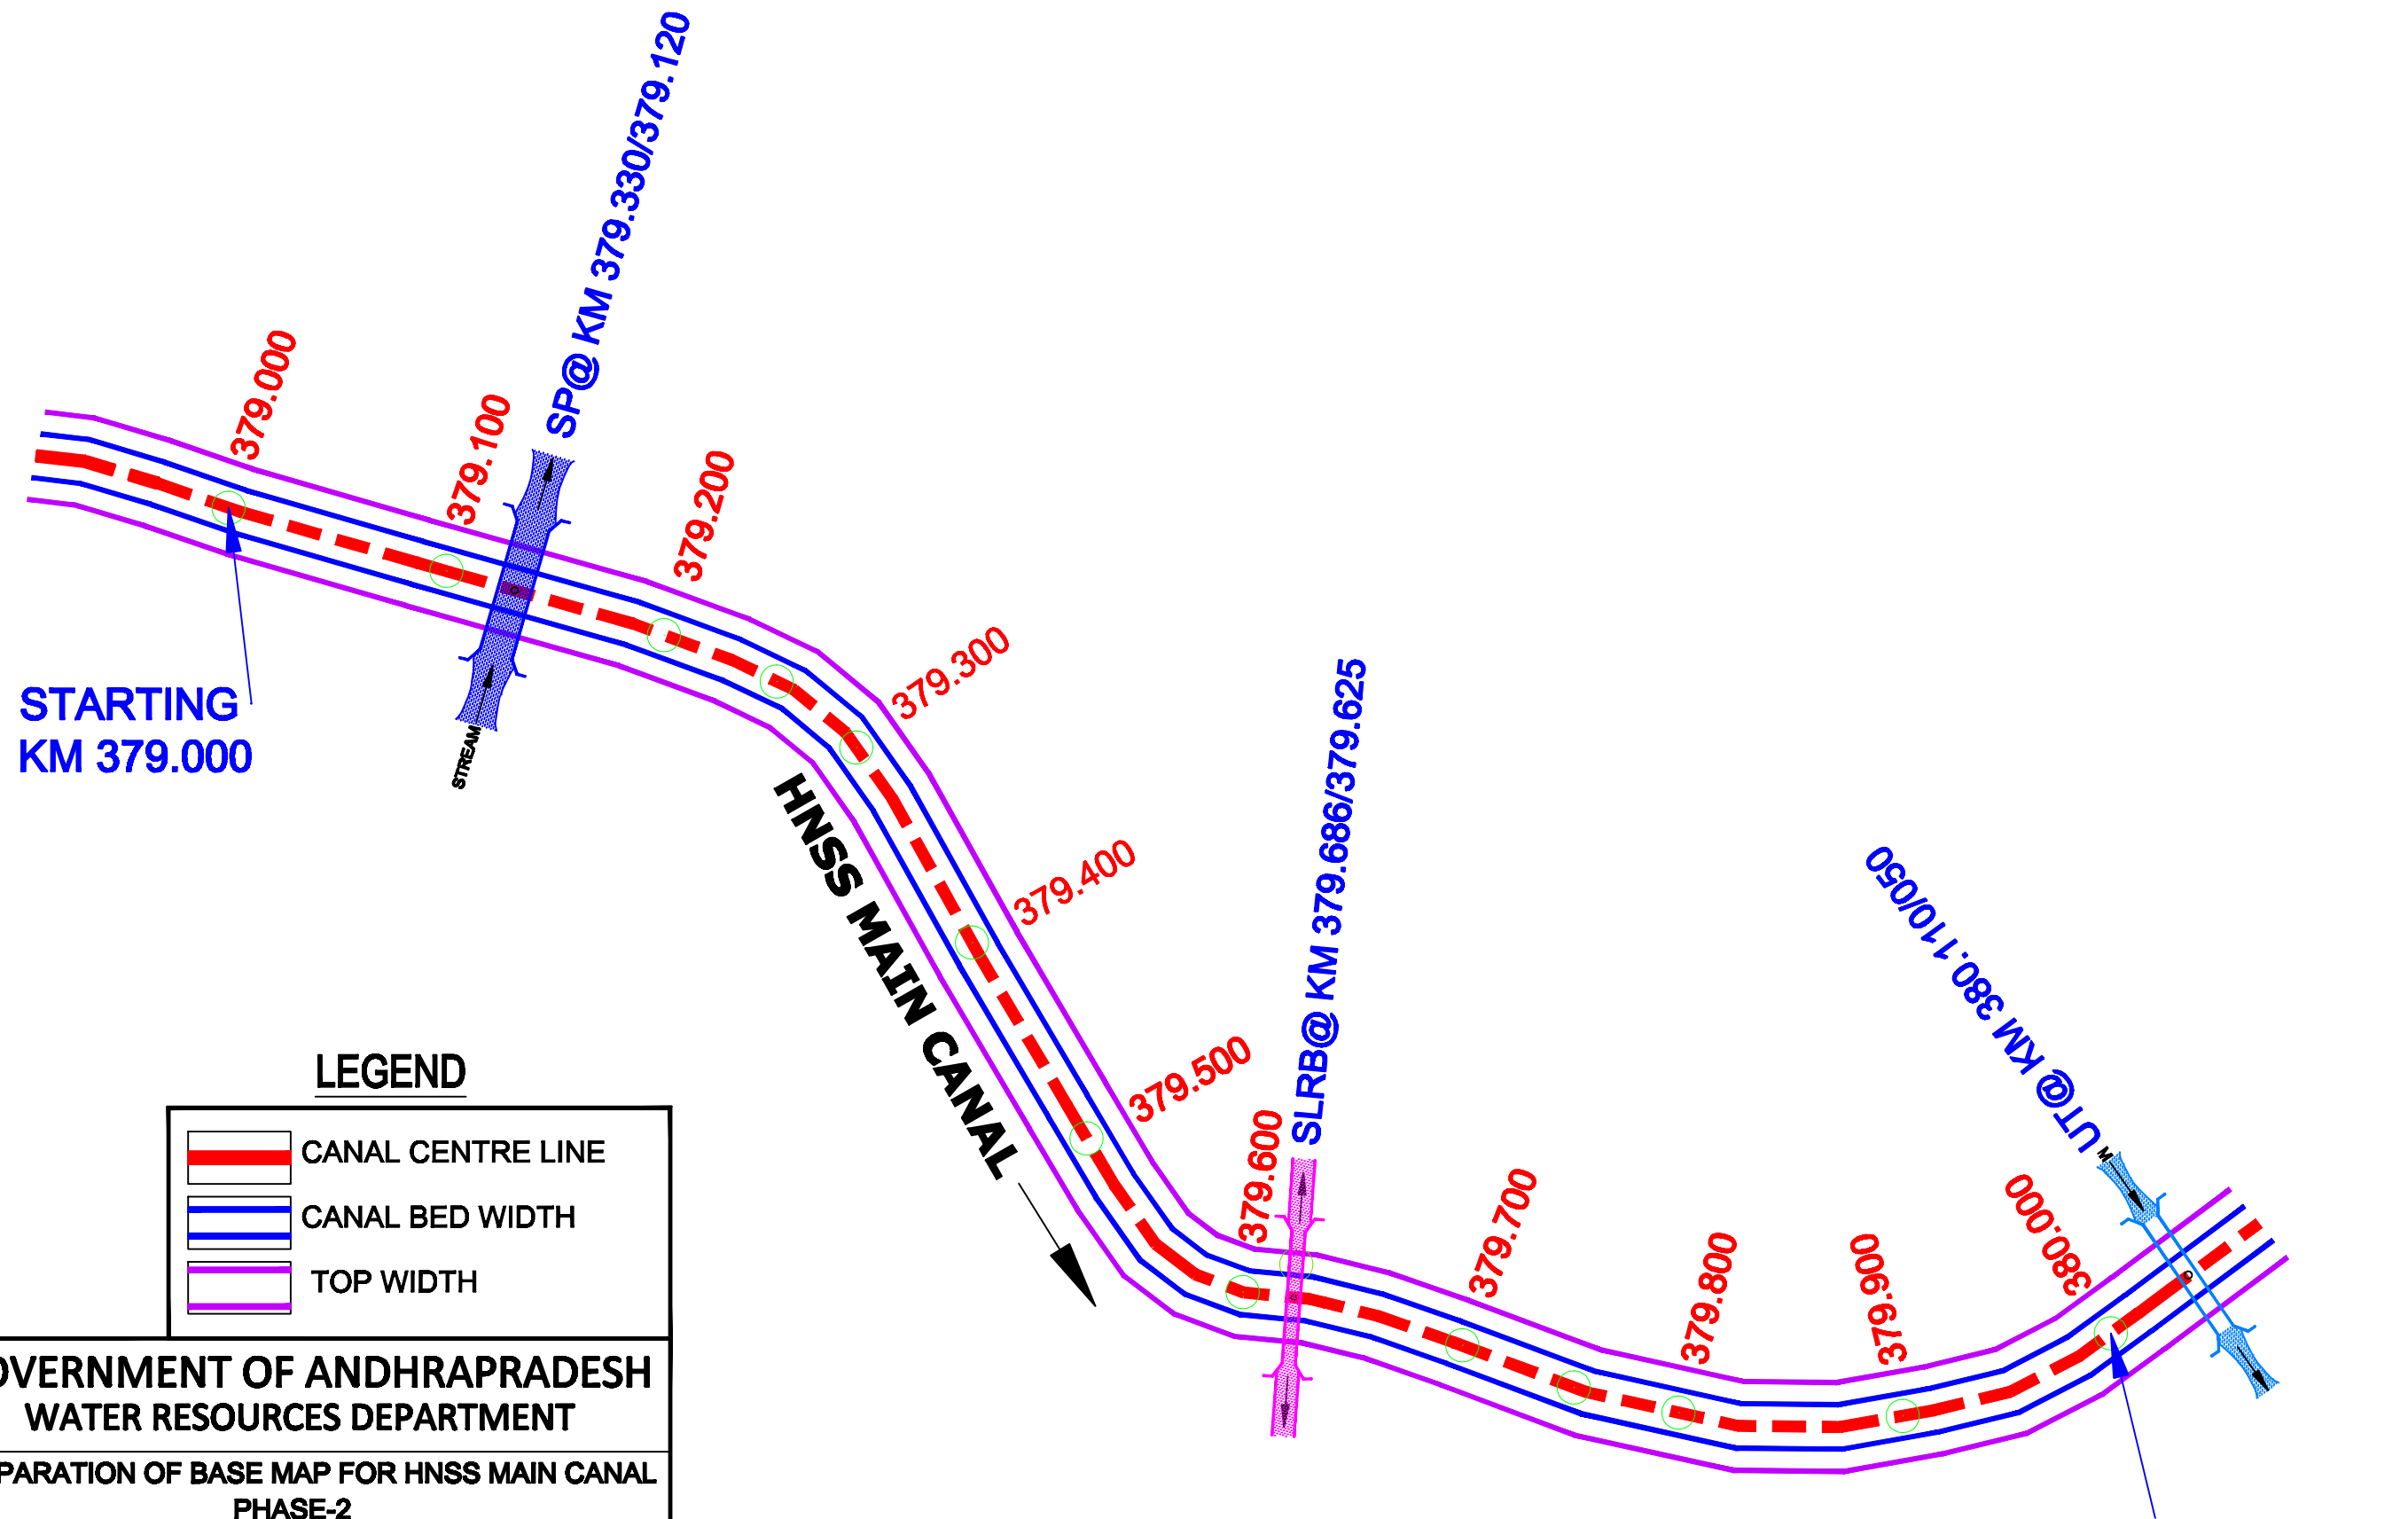 SP@ KM 379.330/379.120
379.000
379.100
379.200
379.300
STARTING
KM 379.000
STREAM
HNSS MAIN CANAL
379.400
379.500
379.600
SLRB@ KM 379.686/379.625
379.700
379.800
379.900
380.000
UT@ KM 380.110/050
M
LEGEND
CANAL CENTRE LINE
CANAL BED WIDTH
TOP WIDTH
OVERNMENT OF ANDHRAPRADESH
WATER RESOURCES DEPARTMENT
PARATION OF BASE MAP FOR HNSS MAIN CANAL
PHASE-2